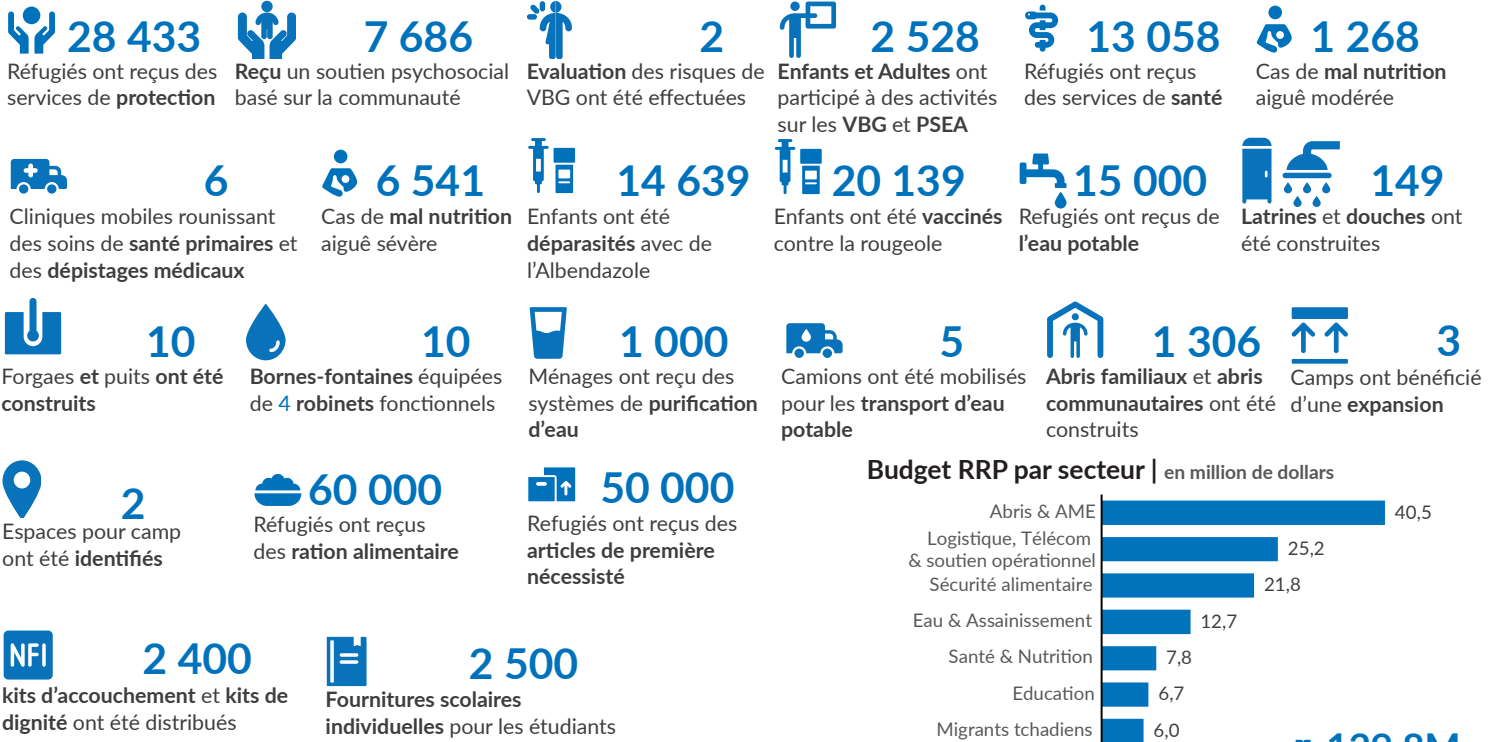 28 433
Réfugiés ont reçus des
services de protection
7 686
Reçu un soutien psychosocial
basé sur la communauté
2
Evaluation des risques de
VBG ont été effectuées
2 528
Enfants et Adultes ont
participé à des activités
sur les VBG et PSEA
13 058
Réfugiés ont reçus
des services de santé
1 268
Cas de mal nutrition
aiguê modérée
6
Cliniques mobiles rounissant
des soins de santé primaires et
des dépistages médicaux
6 541
Cas de mal nutrition
aiguê sévère
14 639
Enfants ont été
déparasités avec de
l’Albendazole
20 139
Enfants ont été vaccinés
contre la rougeole
15 000
Refugiés ont reçus de
l’eau potable
149
Latrines et douches ont
été construites
10
Forgaes et puits ont été
construits
10
Bornes-fontaines équipées
de 4 robinets fonctionnels
1 000
Ménages ont reçu des
systèmes de purification
d’eau
5
Camions ont été mobilisés
pour les transport d’eau
potable
1 306
Abris familiaux et abris
communautaires ont été
construits
3
Camps ont bénéficié
d’une expansion
2
Espaces pour camp
ont été identifiés
60 000
Réfugiés ont reçus
des ration alimentaire
50 000
Refugiés ont reçus des
articles de première
nécessisté
NFI
2 400
kits d’accouchement et kits de
dignité ont été distribués
2 500
Fournitures scolaires
individuelles pour les étudiants
Budget RRP par secteur | en million de dollars
Abris & AME 40,5
Logistique, Télécom
& soutien opérationnel 25,2
Sécurité alimentaire 21,8
Eau & Assainissement 12,7
Santé & Nutrition 7,8
Education 6,7
Migrants tchadiens 6,0